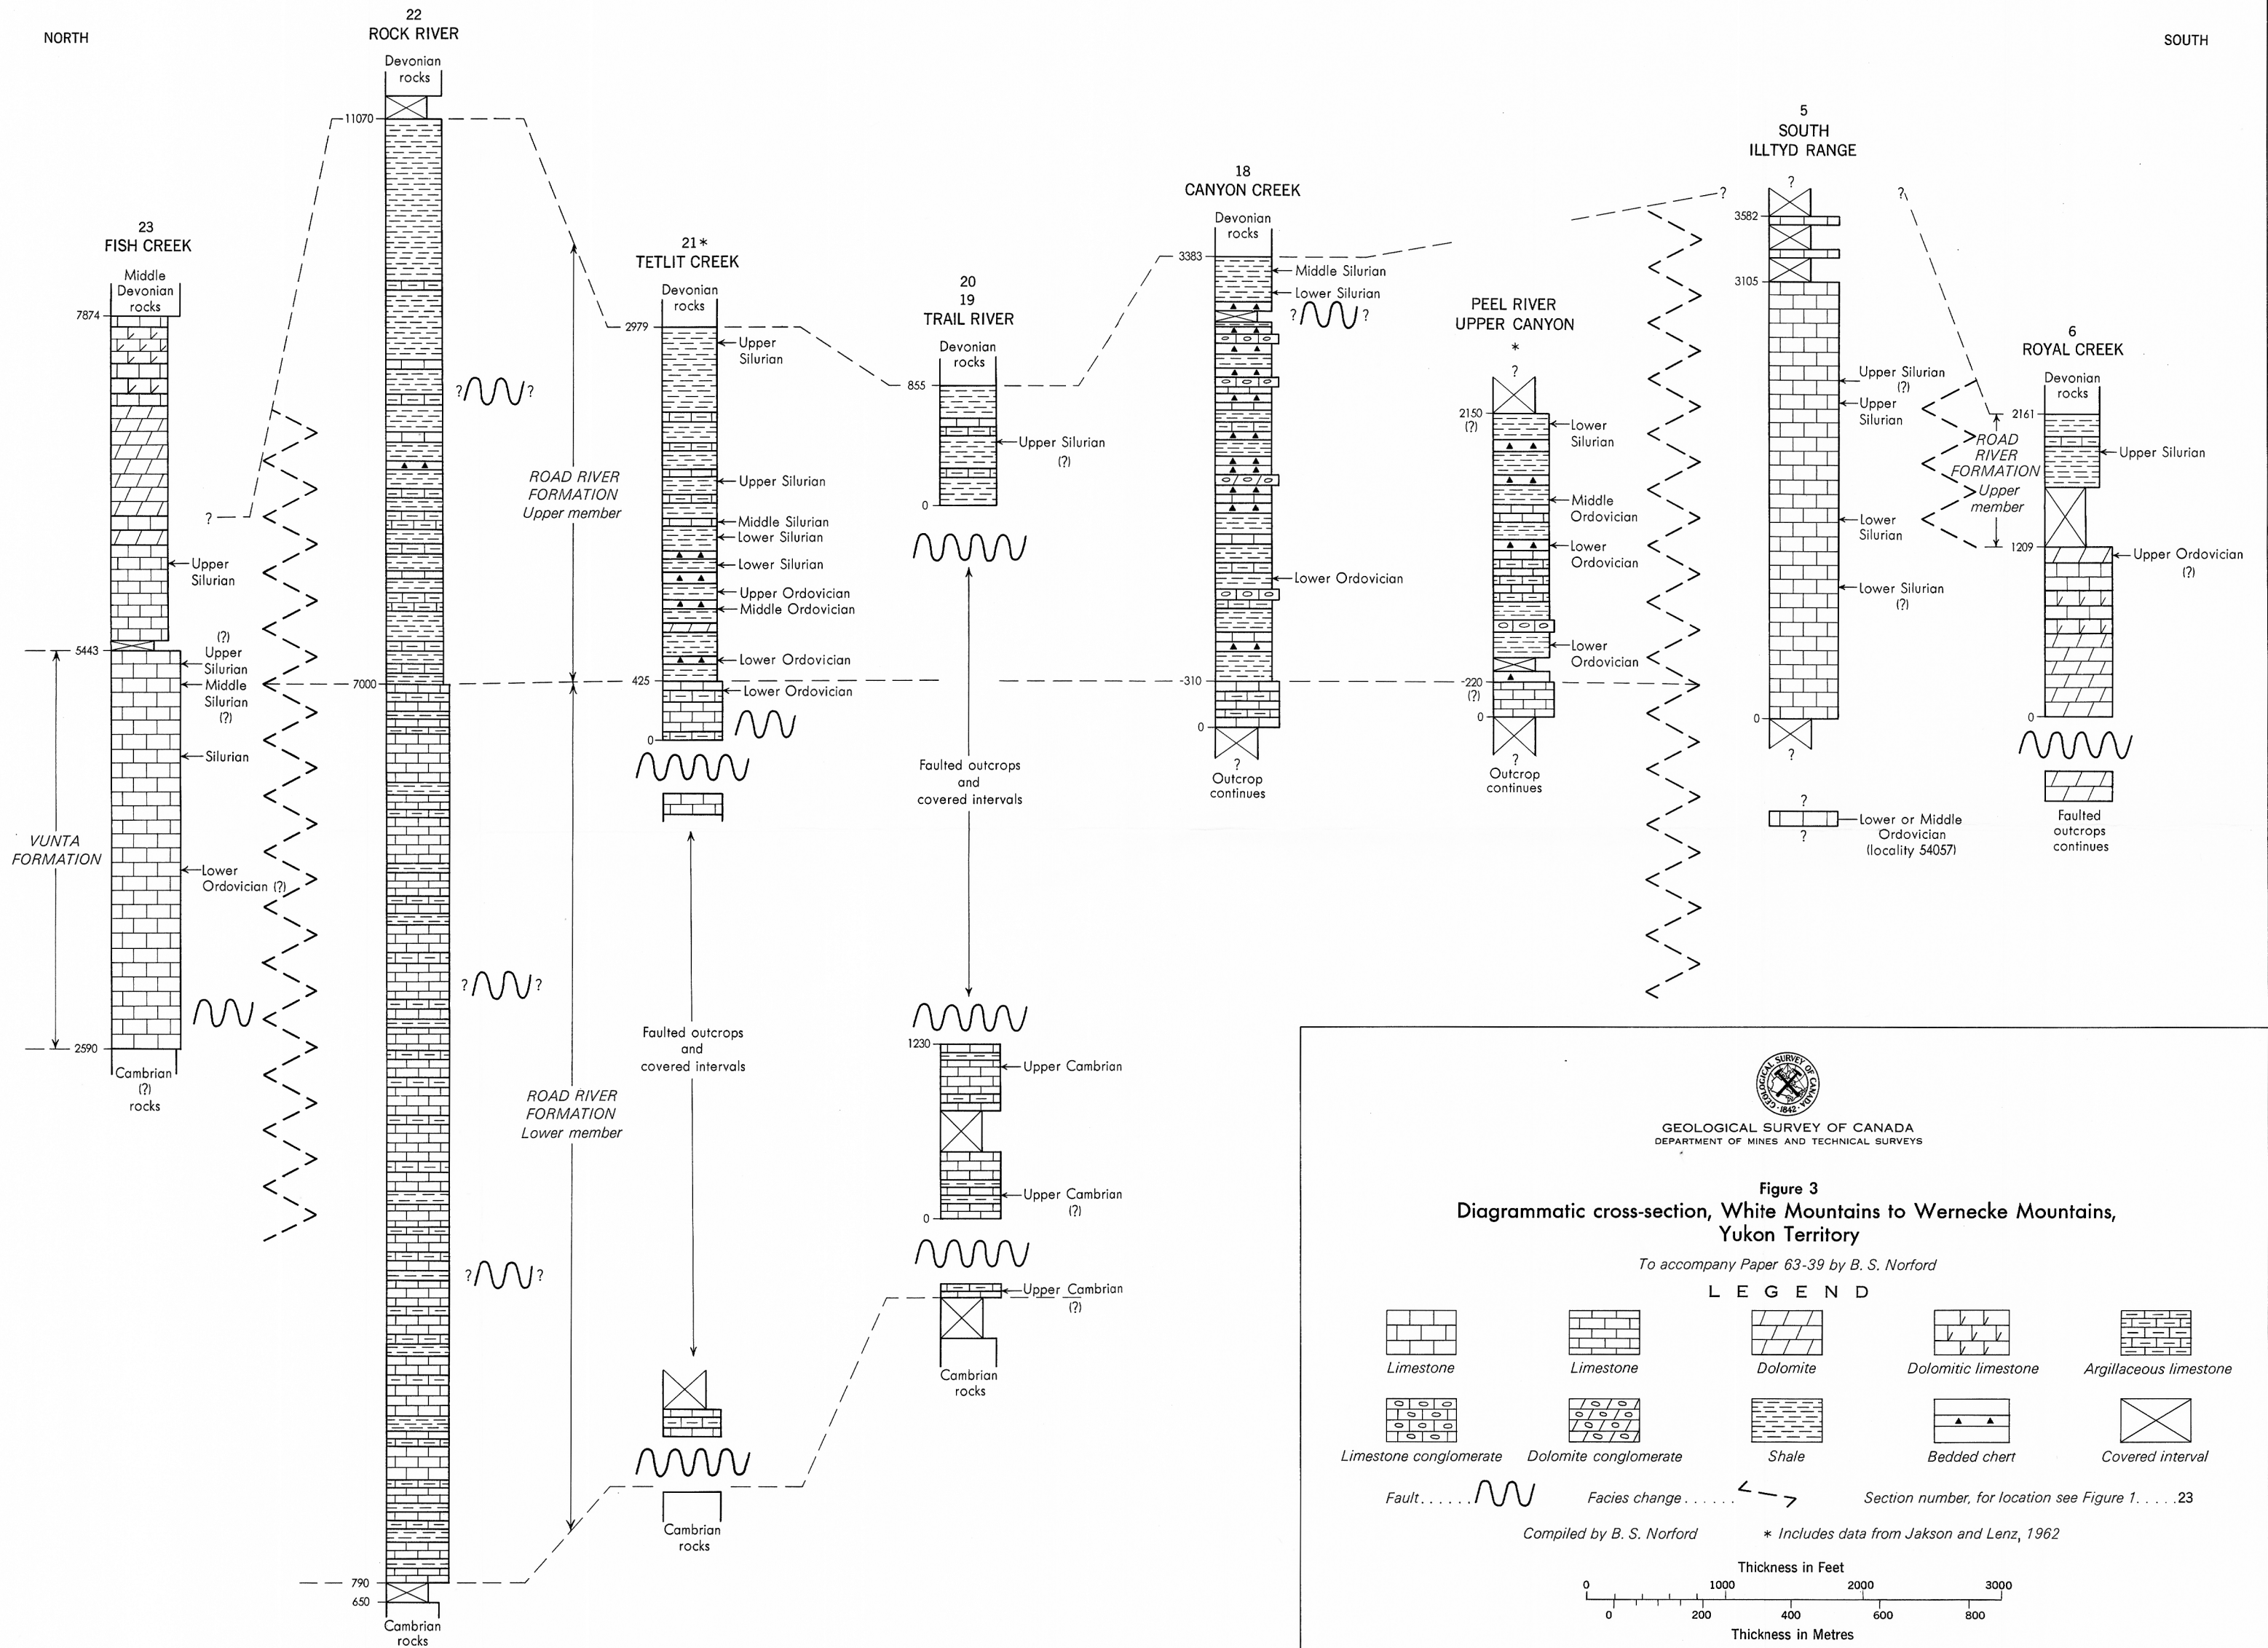 NORTH
SOUTH
23
FISH CREEK
Middle
Devonian
rocks
7874
?
Upper
Silurian
5443
(?)
Upper
Silurian
Middle
Silurian
(?)
Silurian
VUNTA
FORMATION
Lower
Ordovician (?)
2590
Cambrian
(?)
rocks
22
ROCK RIVER
Devonian
rocks
11070
? ?
7000
? ?
? ?
790
650
Cambrian
rocks
ROAD RIVER
FORMATION
Upper member
ROAD RIVER
FORMATION
Lower member
21*
TETLIT CREEK
Devonian
rocks
2979
Upper
Silurian
Upper Silurian
Middle Silurian
Lower Silurian
Lower Silurian
Upper Ordovician
Middle Ordovician
Lower Ordovician
425
Lower Ordovician
0
Faulted outcrops
and
covered intervals
Cambrian
rocks
20
19
TRAIL RIVER
Devonian
rocks
855
Upper Silurian
(?)
0
Faulted outcrops
and
covered intervals
1230
Upper Cambrian
Upper Cambrian
(?)
0
Upper Cambrian
(?)
Cambrian
rocks
18
CANYON CREEK
Devonian
rocks
3383
Middle Silurian
Lower Silurian
? ?
Lower Ordovician
310
0
?
Outcrop
continues
PEEL RIVER
UPPER CANYON
*
?
2150
(?)
Lower
Silurian
Middle
Ordovician
Lower
Ordovician
Lower
Ordovician
220
(?)
0
?
Outcrop
continues
?
5
SOUTH
ILLTYD RANGE
?
3582
3105
Upper Silurian
(?)
Upper
Silurian
Lower
Silurian
Lower Silurian
(?)
0
?
?
Lower or Middle
Ordovician
(locality 54057)
?
?
6
ROYAL CREEK
Devonian
rocks
2161
ROAD
RIVER
FORMATION
Upper
member
Upper Silurian
1209
Upper Ordovician
(?)
0
Faulted
outcrops
continues
GEOLOGICAL SURVEY OF CANADA
1842
GEOLOGICAL SURVEY OF CANADA
DEPARTMENT OF MINES AND TECHNICAL SURVEYS
Figure 3
Diagrammatic cross-section, White Mountains to Wernecke Mountains,
Yukon Territory
To accompany Paper 63-39 by B. S. Norford
LEGEND
Limestone
Limestone
Dolomite
Dolomitic limestone
Argillaceous limestone
Limestone conglomerate
Dolomite conglomerate
Shale
Bedded chert
Covered interval
Fault......
Facies change......
Section number, for location see Figure 1.....23
Compiled by B. S. Norford
* Includes data from Jakson and Lenz, 1962
Thickness in Feet
0 1000 2000 3000
0 200 400 600 800
Thickness in Metres